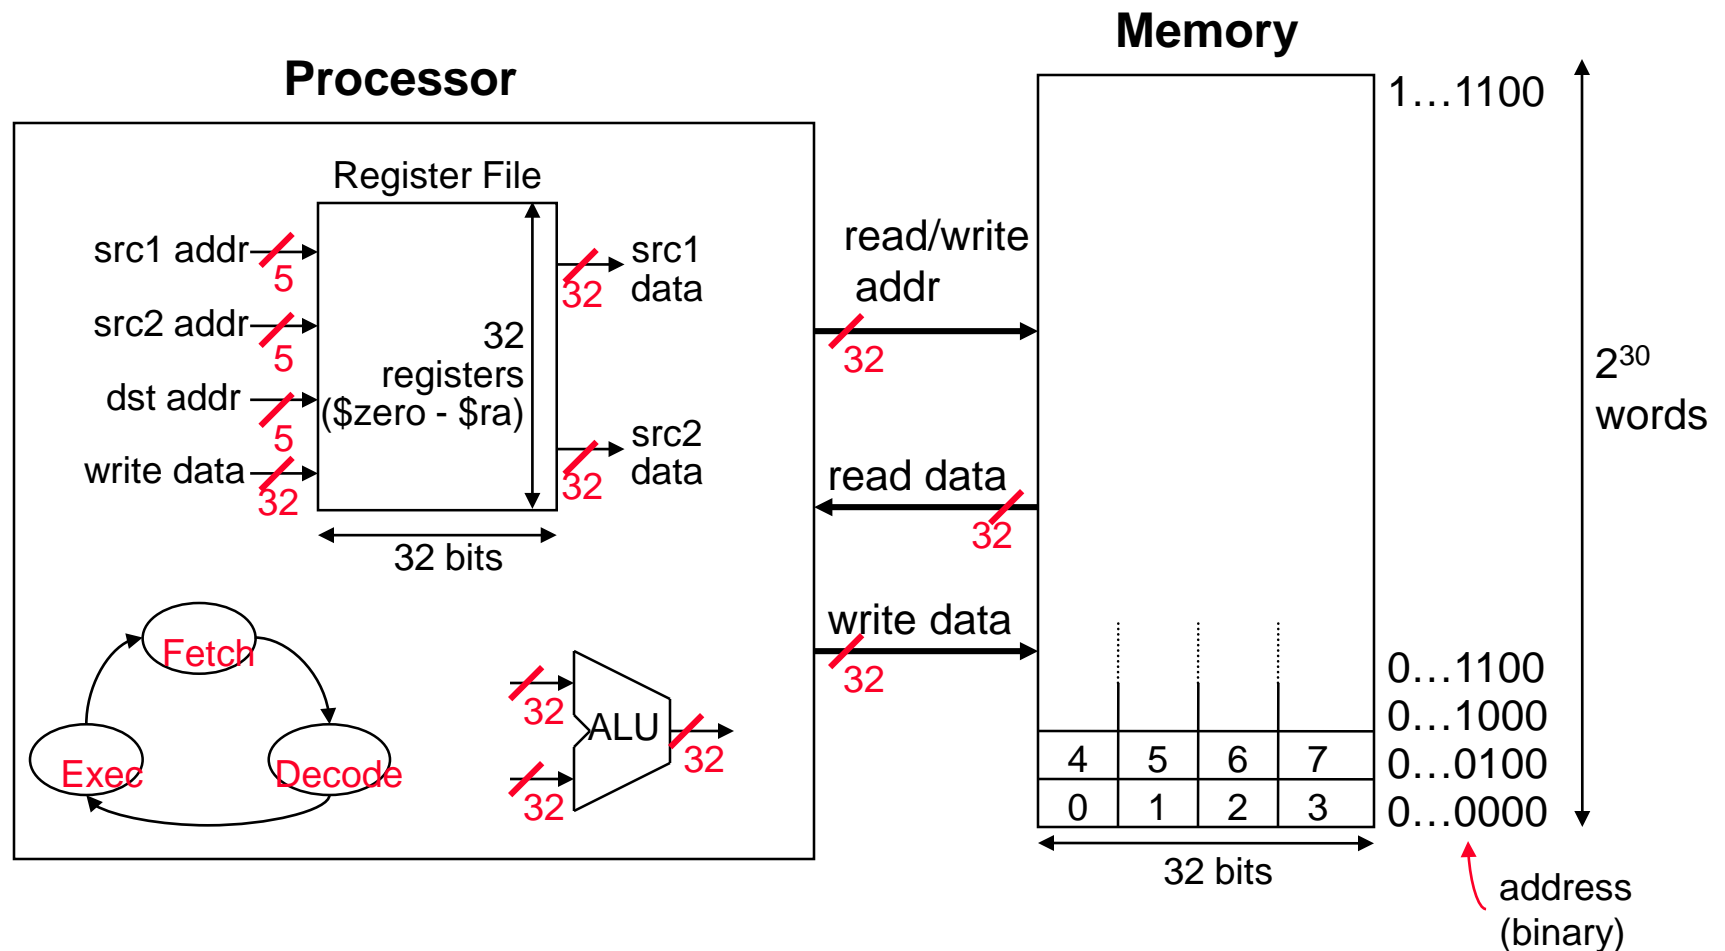 Processor
Register File
src1 addr
5
src2 addr
5
dst addr
5
write data
32
32
registers
($zero - $ra)
src1
data
32
src2
data
32
32 bits
Fetch
Exec
Decode
32
32
ALU
32
read/write
addr
32
read data
32
write data
32
Memory
1…1100
2³⁰
words
0…1100
0…1000
4 5 6 7 0…0100
0 1 2 3 0…0000
32 bits
address
(binary)